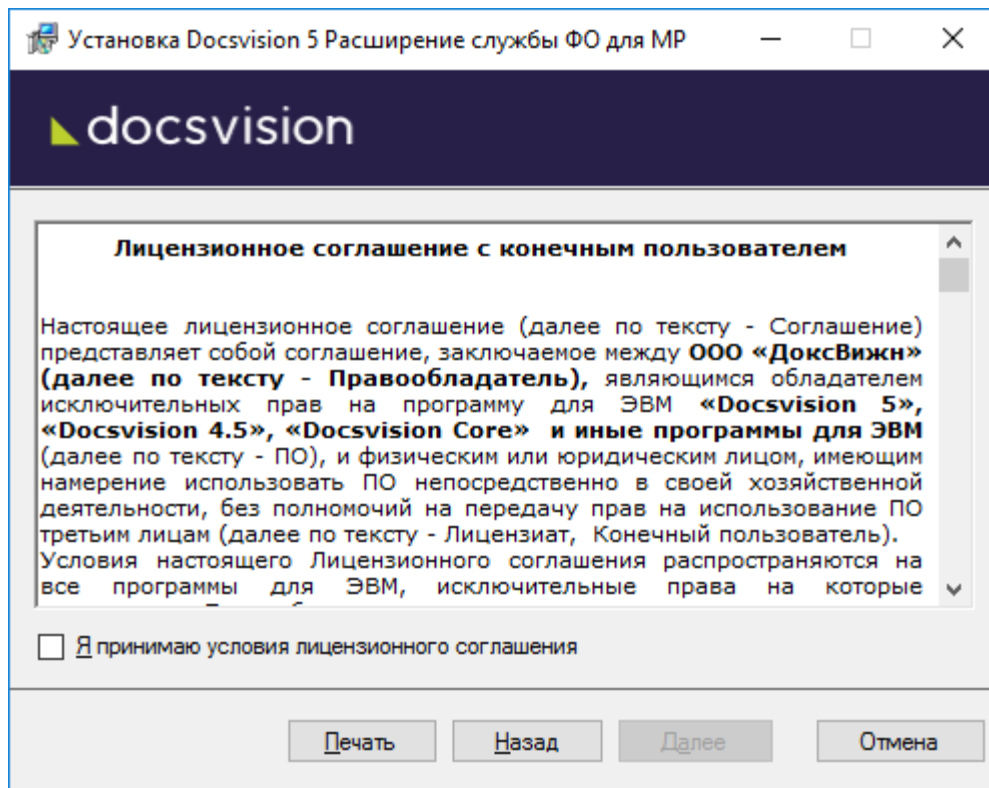 Установка Docsvision 5 Расширение службы ФО для МР
docsvision
Лицензионное соглашение с конечным пользователем
Настоящее лицензионное соглашение (далее по тексту - Соглашение)
представляет собой соглашение, заключаемое между ООО «ДоксВижн»
(далее по тексту - Правообладатель), являющимся обладателем
исключительных прав на программу для ЭВМ «Docsvision 5»,
«Docsvision 4.5», «Docsvision Core» и иные программы для ЭВМ
(далее по тексту - ПО), и физическим или юридическим лицом, имеющим
намерение использовать ПО непосредственно в своей хозяйственной
деятельности, без полномочий на передачу прав на использование ПО
третьим лицам (далее по тексту - Лицензиат, Конечный пользователь).
Условия настоящего Лицензионного соглашения распространяются на
все программы для ЭВМ, исключительные права на которые
Я принимаю условия лицензионного соглашения
Печать
Назад
Далее
Отмена